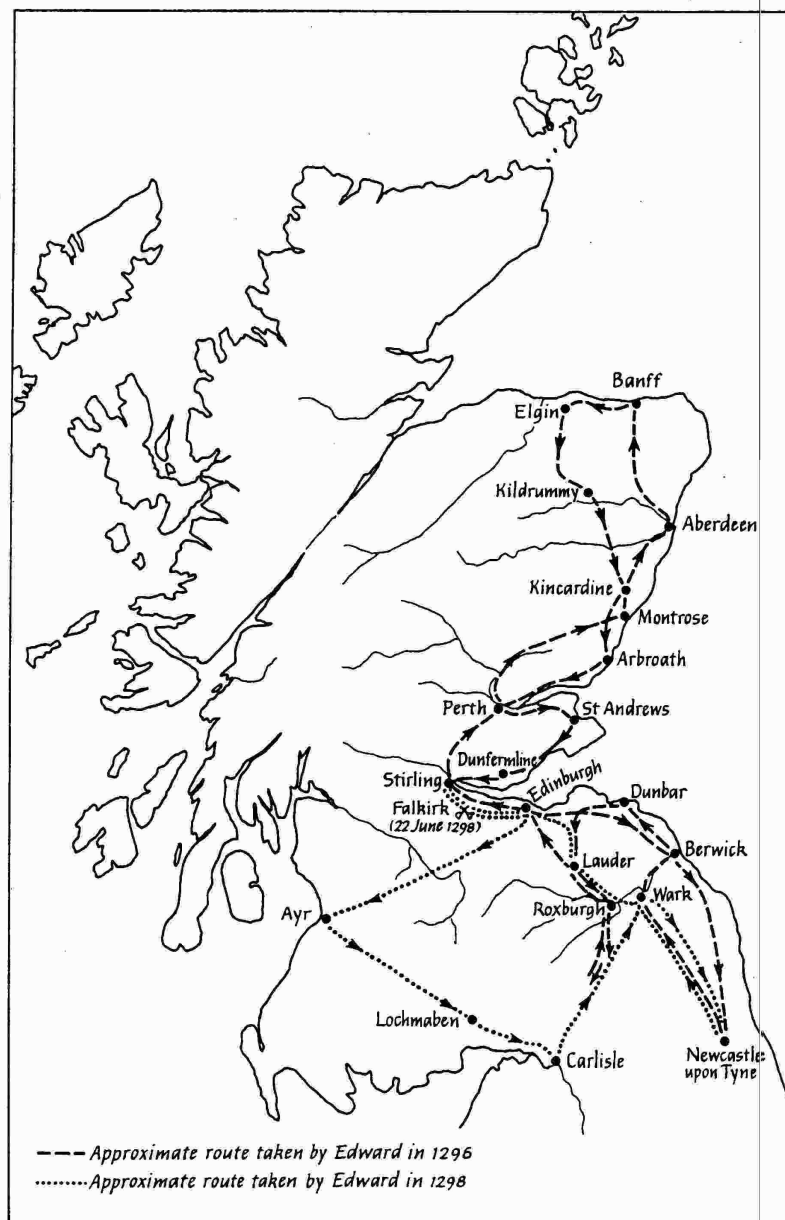 Banff
Elgin
Kildrummy
Aberdeen
Kincardine
Montrose
Arbroath
Perth
St Andrews
Dunfermline
Stirling
Edinburgh
Dunbar
Falkirk
(22 June 1298)
Berwick
Lauder
Wark
Roxburgh
Ayr
Lochmaben
Carlisle
Newcastle-
upon Tyne
Approximate route taken by Edward in 1296
Approximate route taken by Edward in 1298